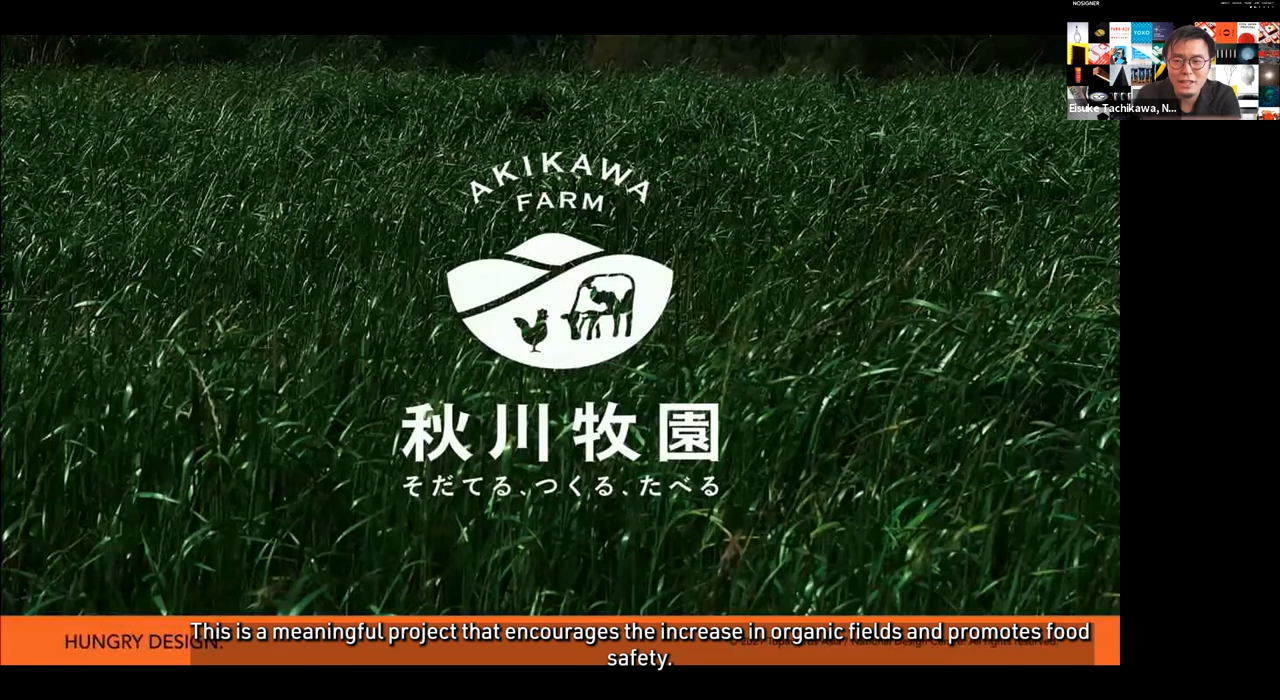 NOSIGNER
YOXO
Eisuke Tachikawa, N...
AKIKAWA
FARM
秋川牧園
そだてる、つくる、たべる
HUNGRY DESIGN.
This is a meaningful project that encourages the increase in organic fields and promotes food
safety.